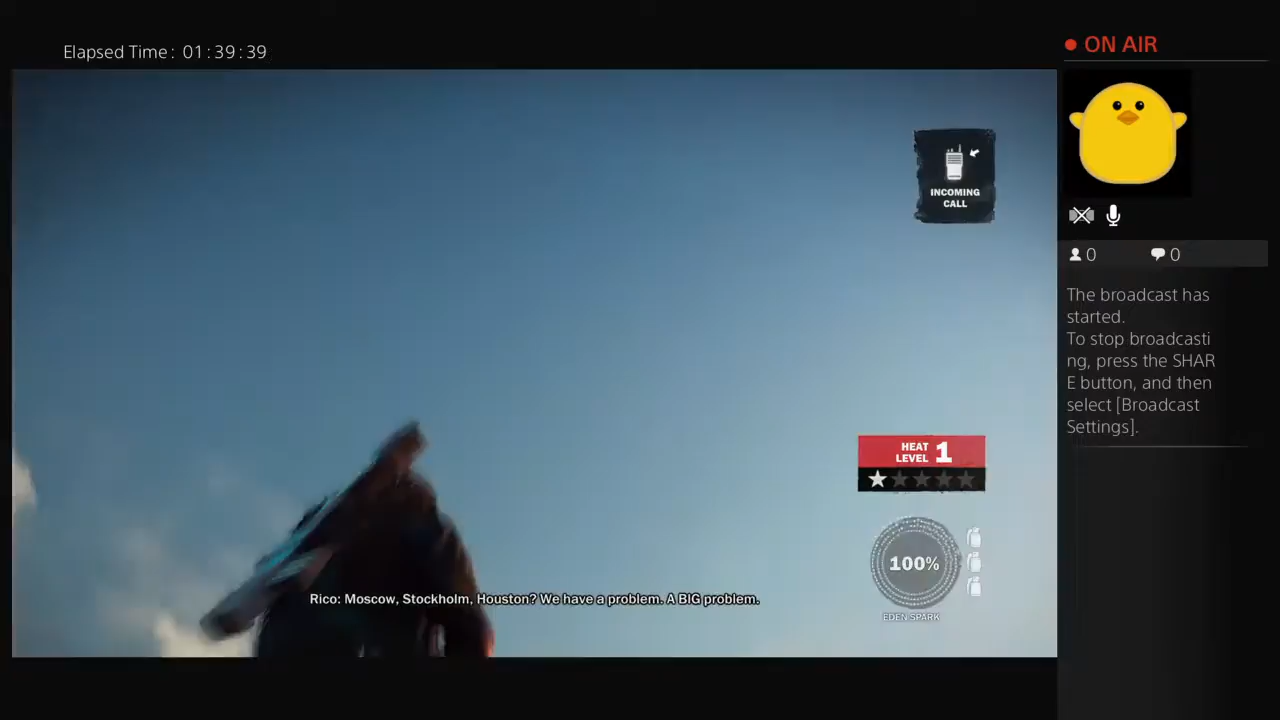 Elapsed Time: 01:39:39
ON AIR
INCOMING
CALL
0
0
The broadcast has
started.
To stop broadcasti
ng, press the SHAR
E button, and then
select [Broadcast
Settings].
HEAT
LEVEL 1
100%
EDEN SPARK
Rico: Moscow, Stockholm, Houston? We have a problem. A BIG problem.